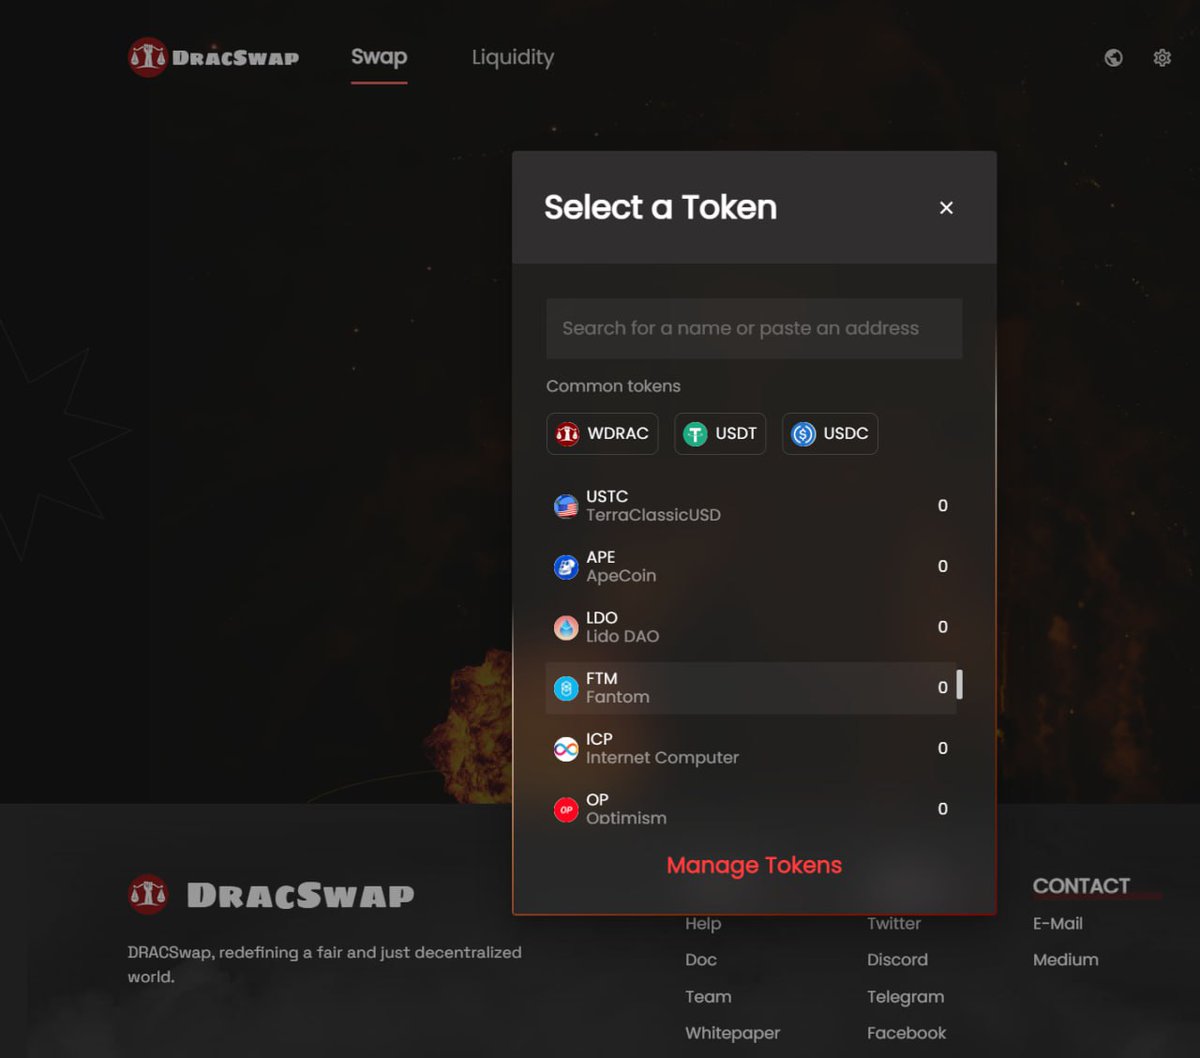 DRACSWAP
Swap
Liquidity
Select a Token
Search for a name or paste an address
Common tokens
WDRAC
USDT
USDC
USTC
TerraClassicUSD
0
APE
ApeCoin
0
LDO
Lido DAO
0
FTM
Fantom
0
ICP
Internet Computer
0
OP
Optimism
0
Manage Tokens
DRACSWAP
DRACSwap, redefining a fair and just decentralized
world.
Help
Doc
Team
Whitepaper
Twitter
Discord
Telegram
Facebook
CONTACT
E-Mail
Medium